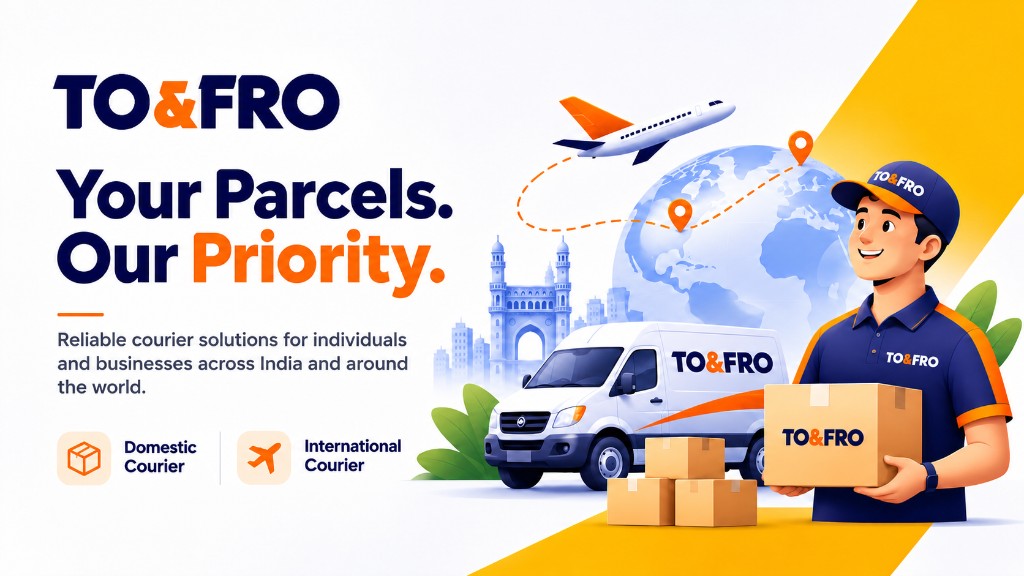 TO&FRO
Your Parcels.
Our Priority.
Reliable courier solutions for individuals
and businesses across India and around
the world.
Domestic
Courier
International
Courier
TO&FRO
TO&FRO
TO&FRO
TO&FRO